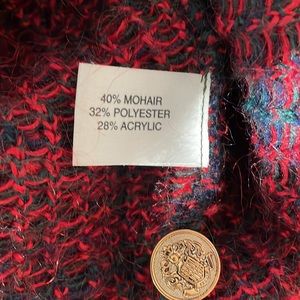 40% MOHAIR
32% POLYESTER
28% ACRYLIC